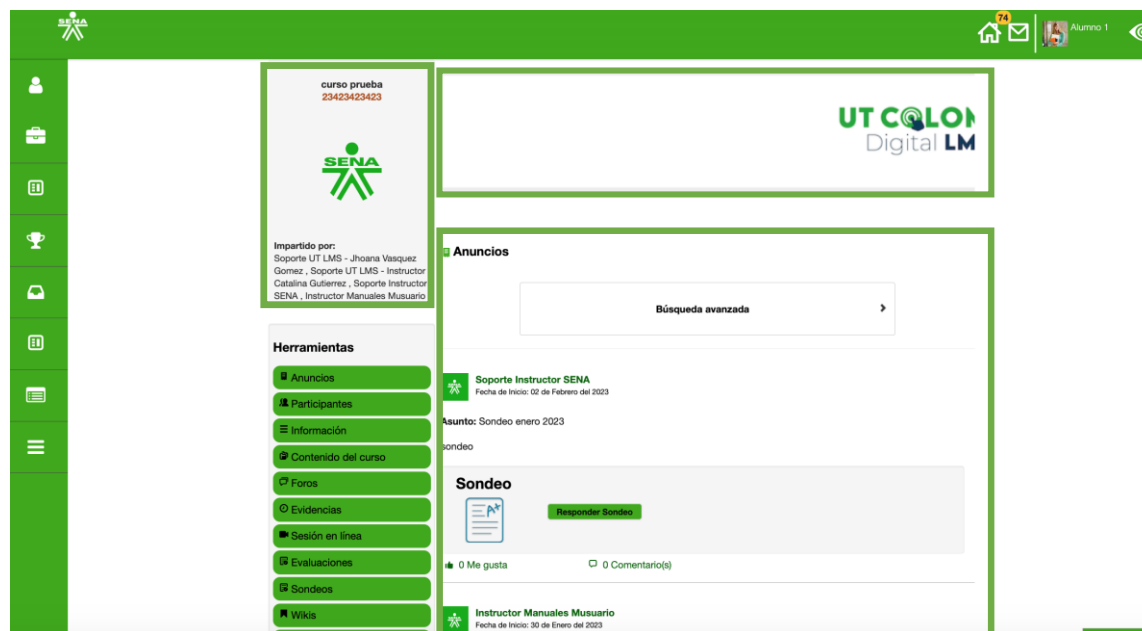 SENA
74
Alumno 1
curso prueba
23423423423
SENA
Impartido por:
Soporte UT LMS - Jhoana Vasquez
Gomez , Soporte UT LMS - Instructor
Catalina Gutierrez , Soporte Instructor
SENA , Instructor Manuales Musuario
UT COLON
Digital LM
Anuncios
Búsqueda avanzada
Soporte Instructor SENA
Fecha de Inicio: 02 de Febrero del 2023
Asunto: Sondeo enero 2023
sondeo
Sondeo
A+
Responder Sondeo
0 Me gusta
0 Comentario(s)
Instructor Manuales Musuario
Fecha de Inicio: 30 de Enero del 2023
Herramientas
Anuncios
Participantes
Información
Contenido del curso
Foros
Evidencias
Sesión en línea
Evaluaciones
Sondeos
Wikis